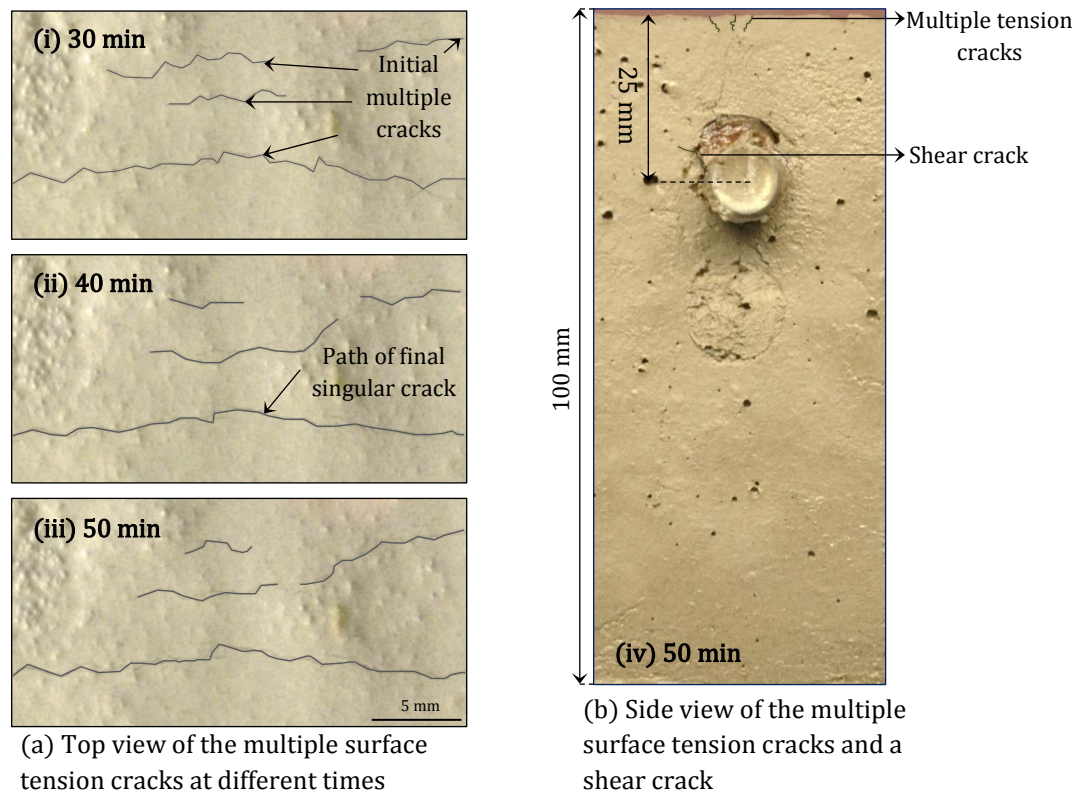 (i) 30 min
Initial
multiple
cracks
(ii) 40 min
Path of final
singular crack
(iii) 50 min
5 mm
(a) Top view of the multiple surface
tension cracks at different times
Multiple tension
cracks
25 mm
Shear crack
100 mm
(iv) 50 min
(b) Side view of the multiple
surface tension cracks and a
shear crack